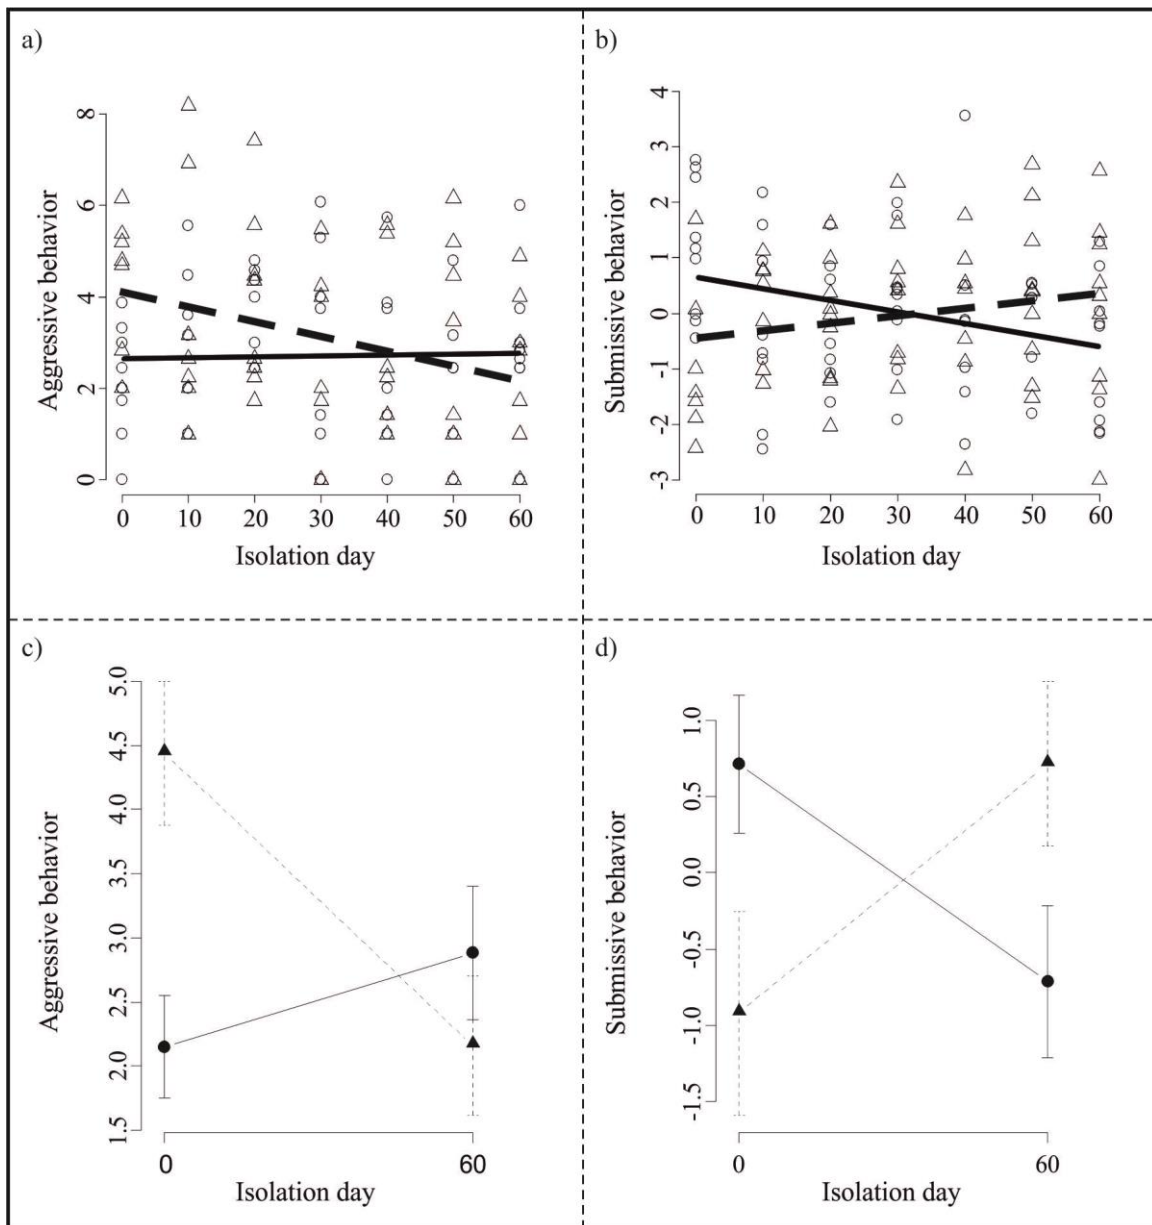 a)
Aggressive behavior
8
6
4
2
0
0 10 20 30 40 50 60
Isolation day
b)
Submissive behavior
4
3
2
1
0
-1
-2
-3
0 10 20 30 40 50 60
Isolation day
c)
Aggressive behavior
5.0
4.5
4.0
3.5
3.0
2.5
2.0
1.5
0 60
Isolation day
d)
Submissive behavior
1.0
0.5
0.0
-0.5
-1.0
-1.5
0 60
Isolation day